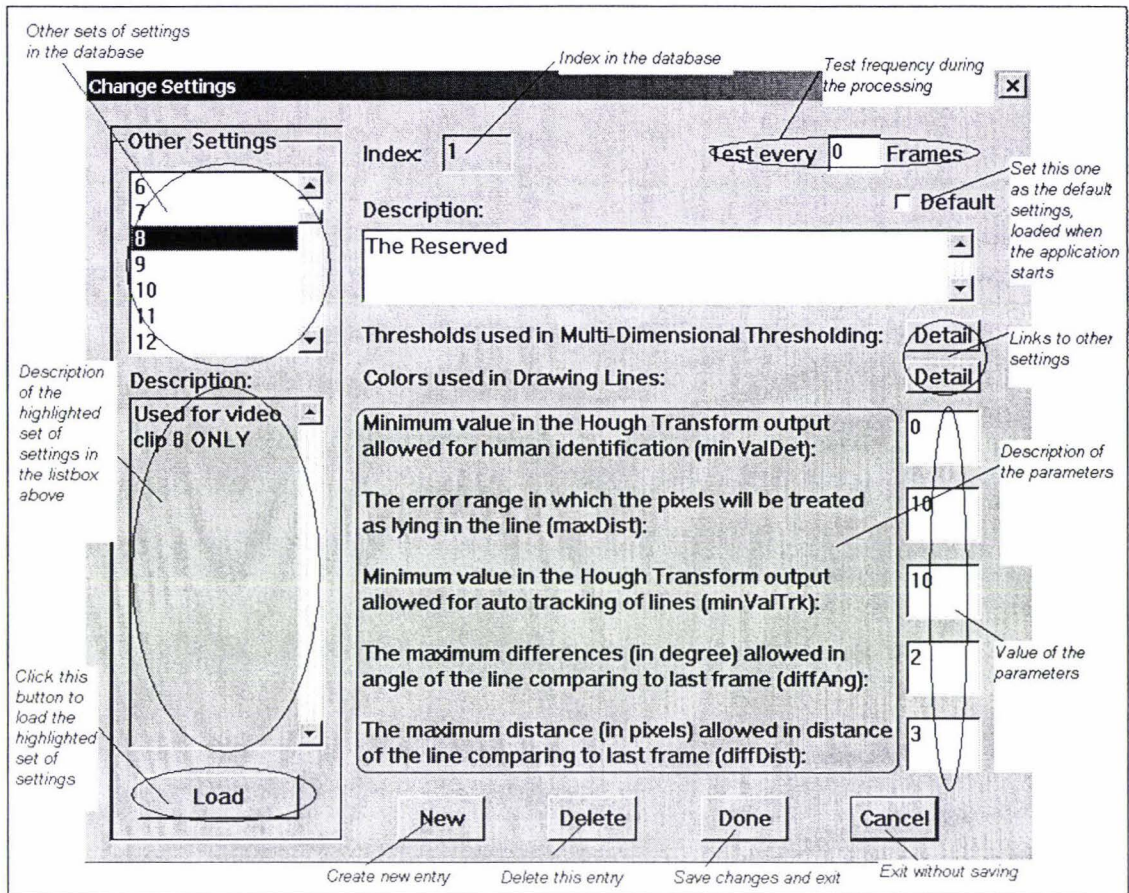 Other sets of settings
in the database
Index in the database
Test frequency during
the processing
Change Settings
Other Settings
6
7
8
9
10
11
12
Index: 1
Test every 0 Frames
Default
Set this one
as the default
settings,
loaded when
the application
starts
Description:
The Reserved
Thresholds used in Multi-Dimensional Thresholding: Detail
Colors used in Drawing Lines: Detail
Links to other
settings
Description
of the
highlighted
set of
settings in
the listbox
above
Description:
Used for video
clip 8 ONLY
Minimum value in the Hough Transform output
allowed for human identification (minValDet): 0
Description of
the parameters
The error range in which the pixels will be treated
as lying in the line (maxDist): 10
Minimum value in the Hough Transform output
allowed for auto tracking of lines (minValTrk): 10
The maximum differences (in degree) allowed in
angle of the line comparing to last frame (diffAng): 2
Value of the
parameters
The maximum distance (in pixels) allowed in distance
of the line comparing to last frame (diffDist): 3
Click this
button to
load the
highlighted
set of
settings
Load
New
Delete
Done
Cancel
Create new entry
Delete this entry
Save changes and exit
Exit without saving